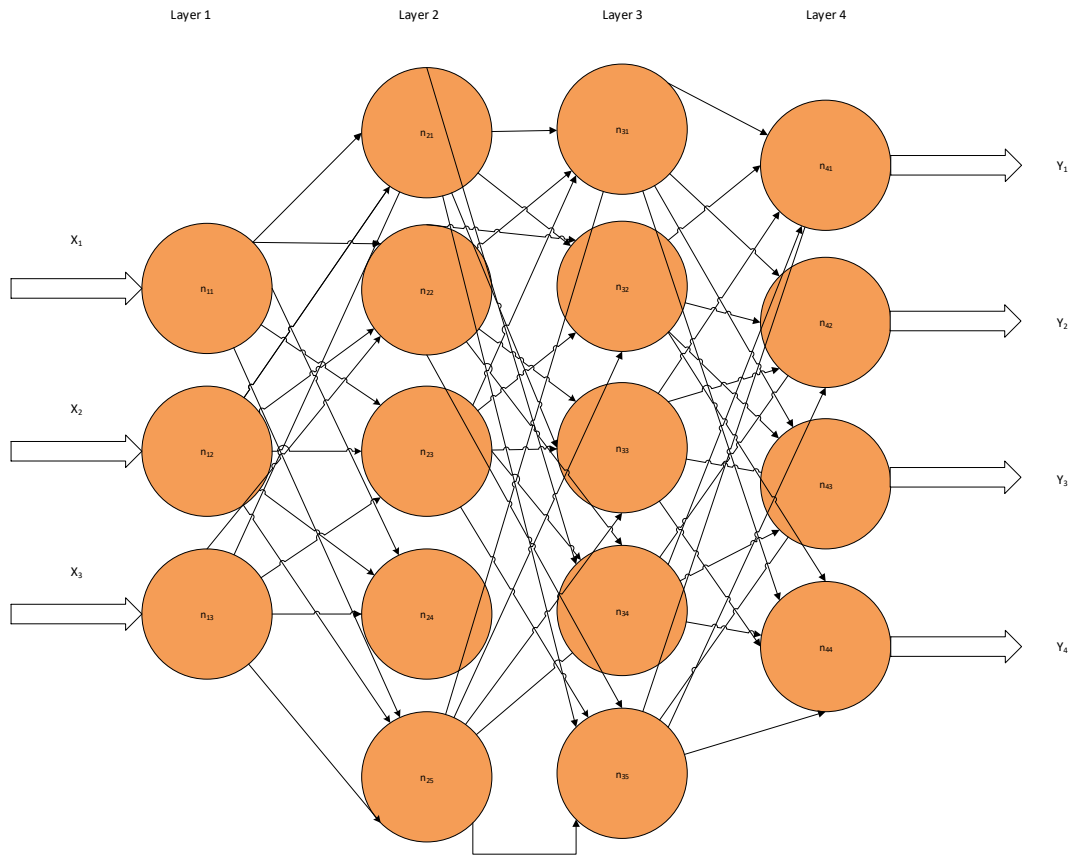 Layer 1 Layer 2 Layer 3 Layer 4
n₂₁
n₃₁
n₄₁
Y₁
X₁
n₁₁
n₂₂
n₃₂
n₄₂
Y₂
X₂
n₁₂
n₂₃
n₃₃
n₄₃
Y₃
X₃
n₁₃
n₂₄
n₃₄
n₄₄
Y₄
n₂₅
n₃₅